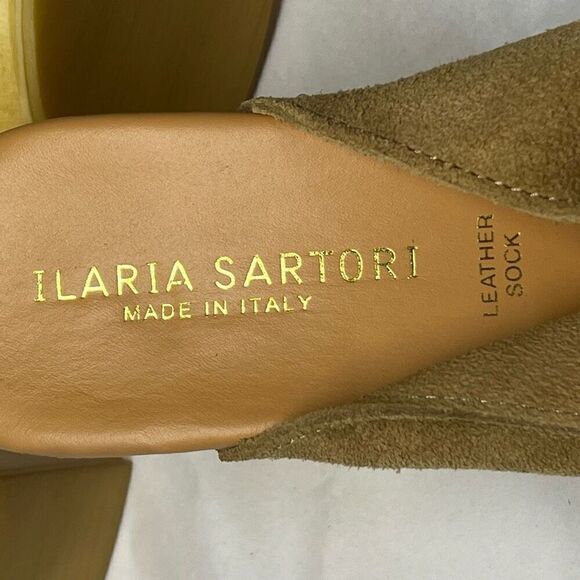 ILARIA SARTORI
MADE IN ITALY
LEATHER
SOCK